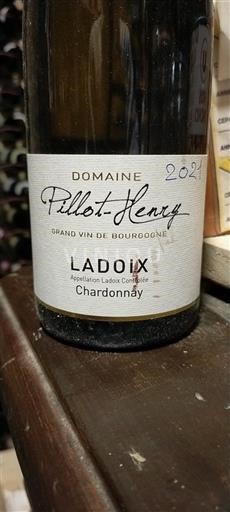 DOMAINE
2021
Pillot-Henry
GRAND VIN DE BOURGOGNE
LADOIX
Appellation Ladoix Contrôlée
Chardonnay